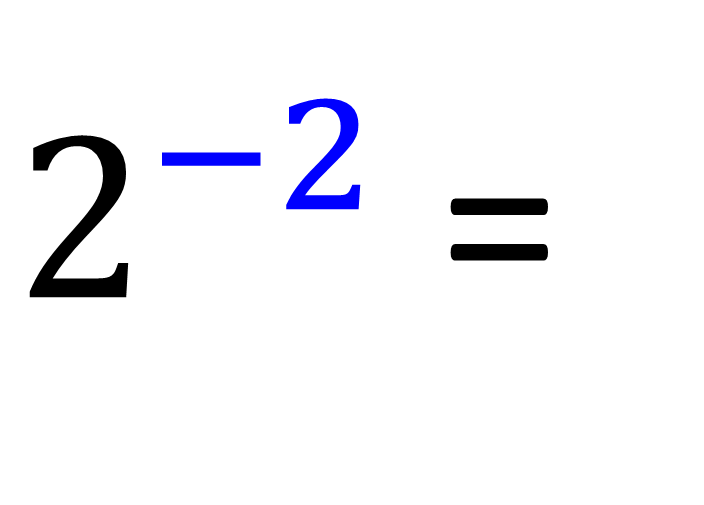 2⁻² =